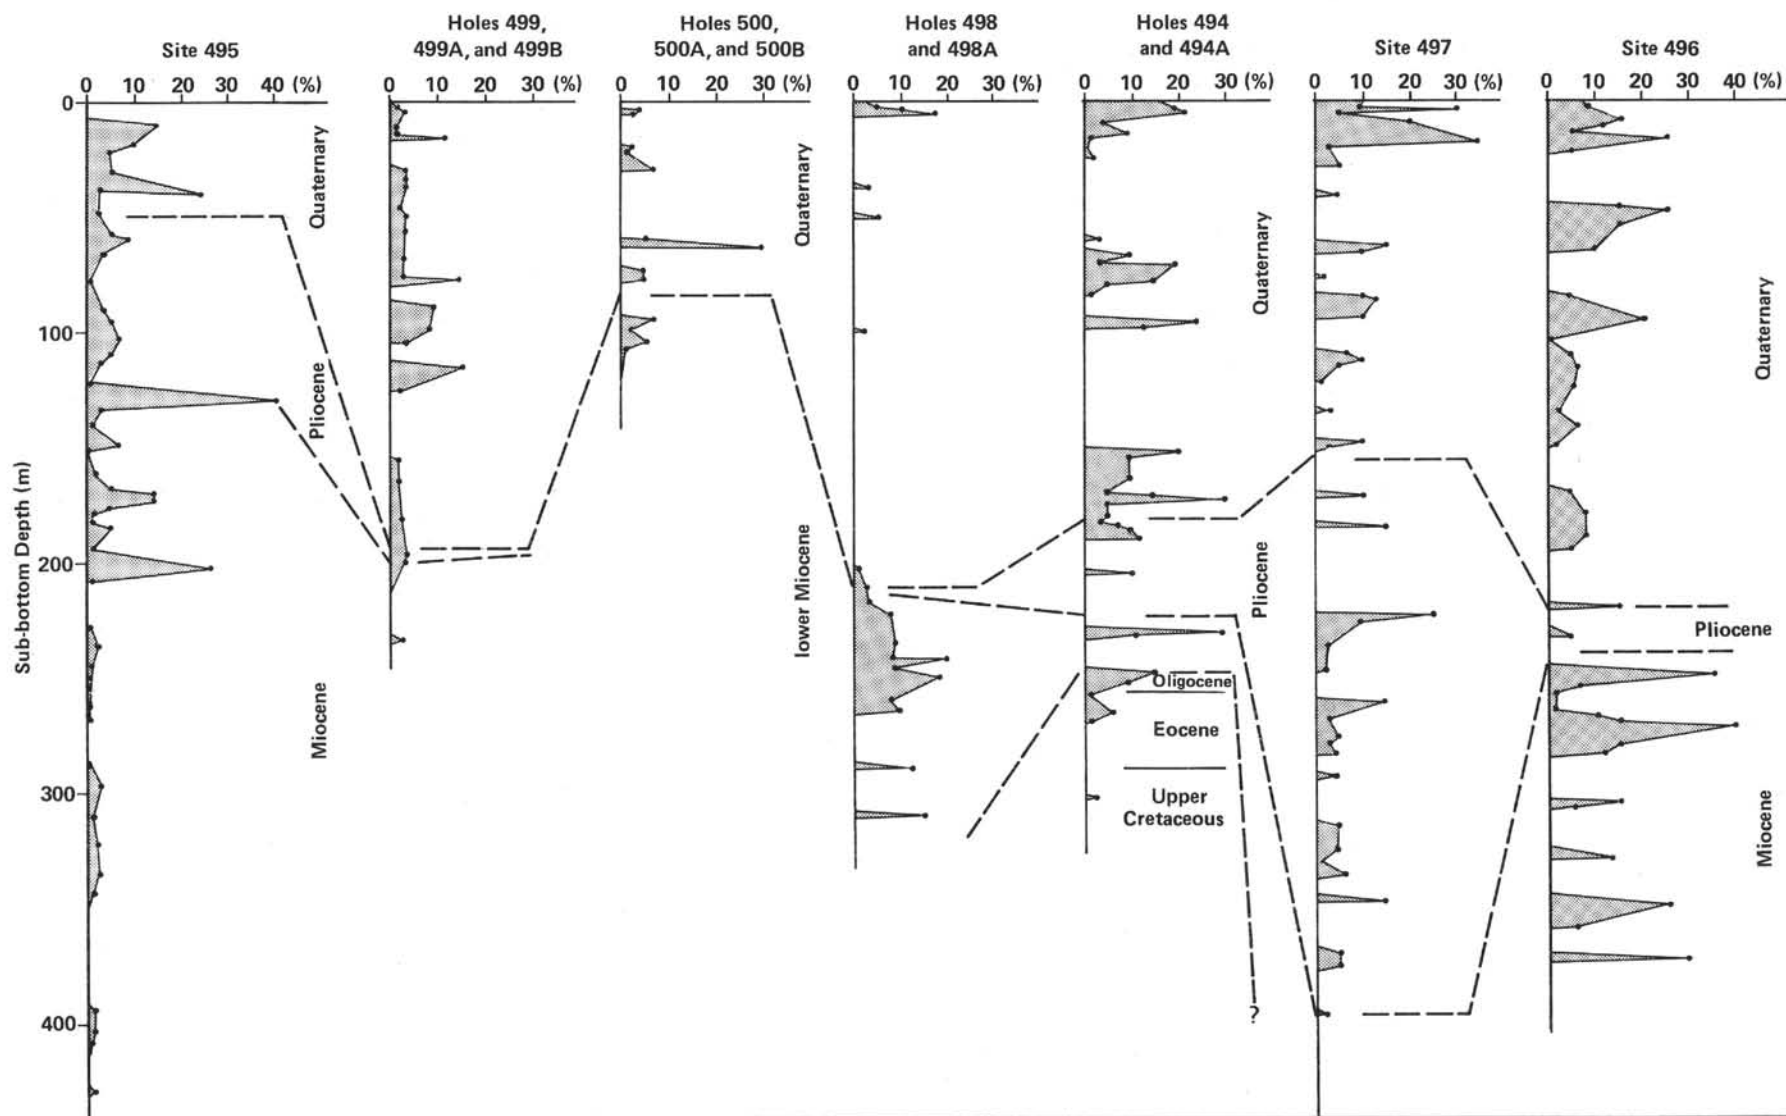 Site 495
Holes 499,
499A, and 499B
Holes 500,
500A, and 500B
Holes 498
and 498A
Holes 494
and 494A
Site 497
Site 496
0 10 20 30 40 (%)
0 10 20 30 (%)
0 10 20 30 (%)
0 10 20 30 (%)
0 10 20 30 (%)
0 10 20 30 (%)
0 10 20 30 40 (%)
Sub-bottom Depth (m)
0
100
200
300
400
Quaternary
Pliocene
Miocene
Quaternary
lower Miocene
Quaternary
Pliocene
Oligocene
Eocene
Upper
Cretaceous
?
Quaternary
Pliocene
Miocene